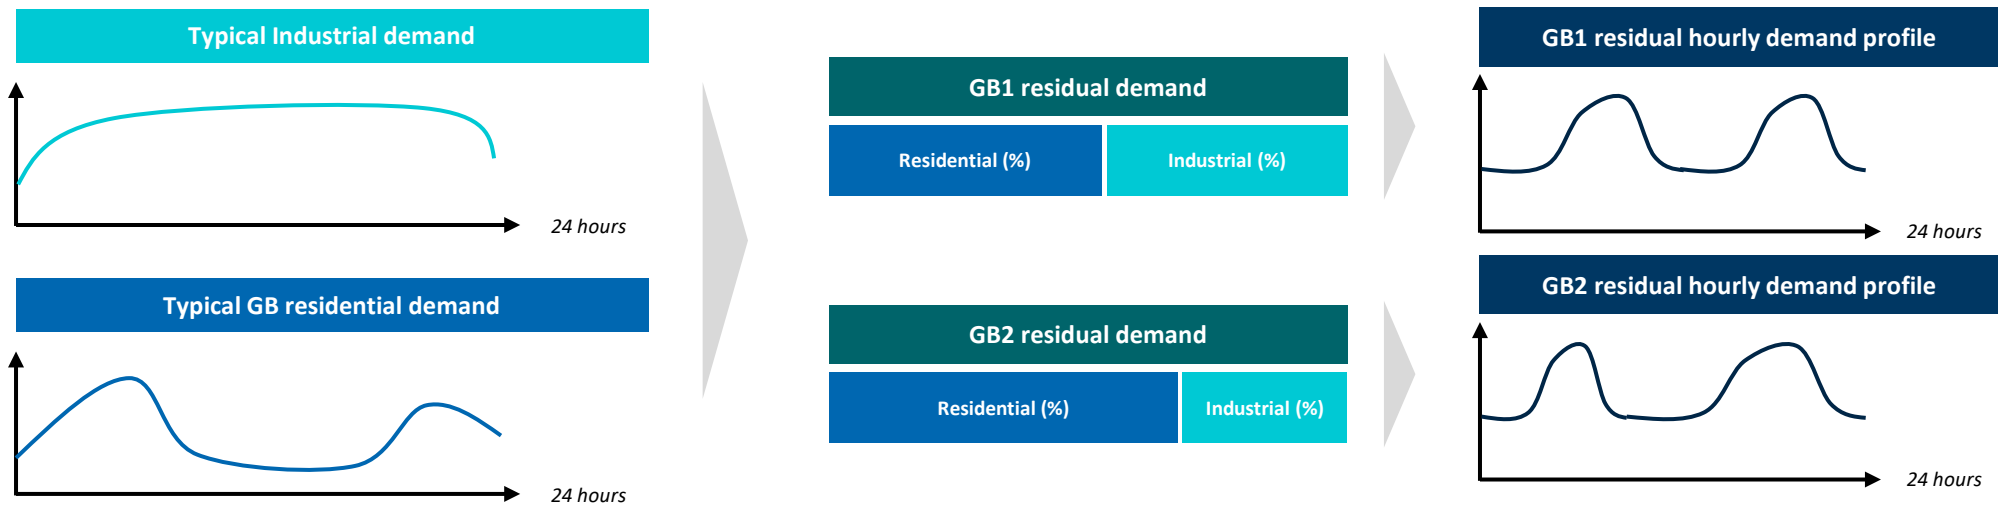 Typical Industrial demand
24 hours
Typical GB residential demand
24 hours
GB1 residual demand
Residential (%)
Industrial (%)
GB2 residual demand
Residential (%)
Industrial (%)
GB1 residual hourly demand profile
24 hours
GB2 residual hourly demand profile
24 hours